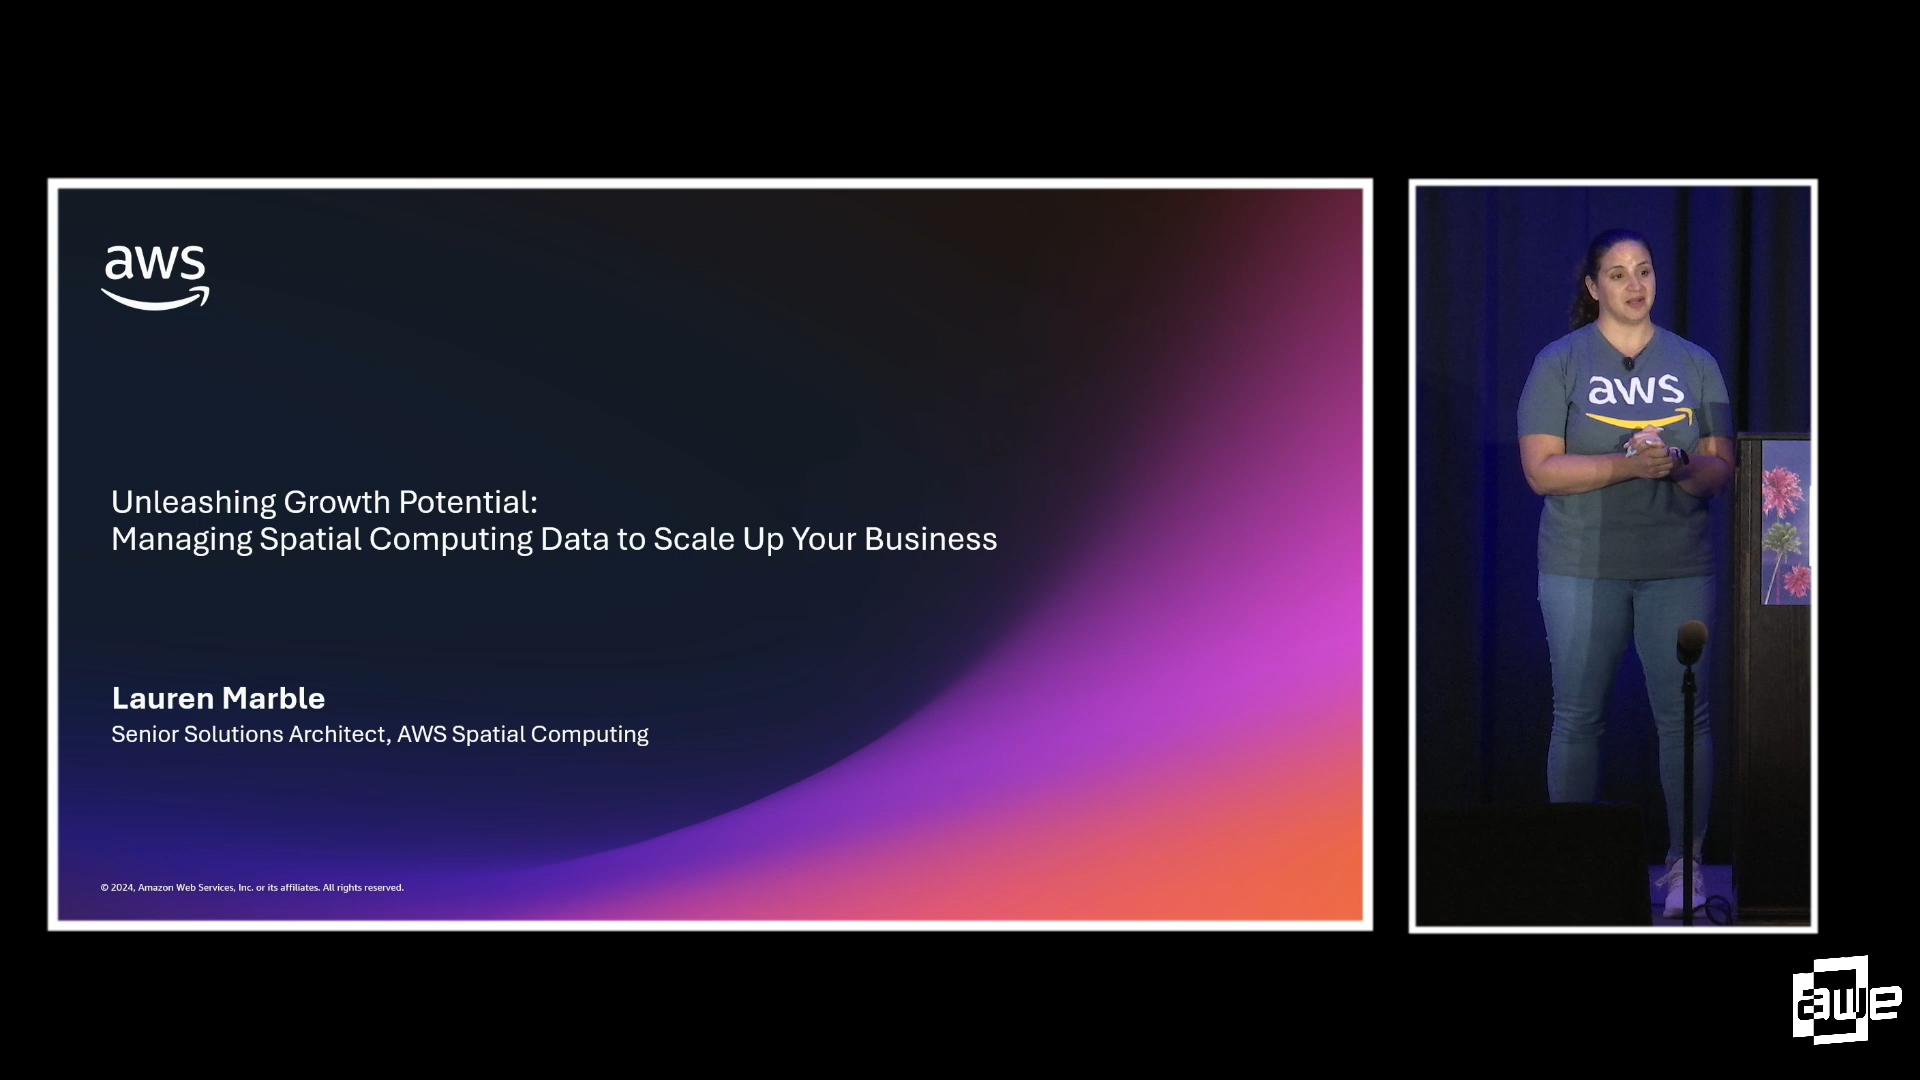 aws
Unleashing Growth Potential:
Managing Spatial Computing Data to Scale Up Your Business
Lauren Marble
Senior Solutions Architect, AWS Spatial Computing
© 2024, Amazon Web Services, Inc. or its affiliates. All rights reserved.
aws
awe